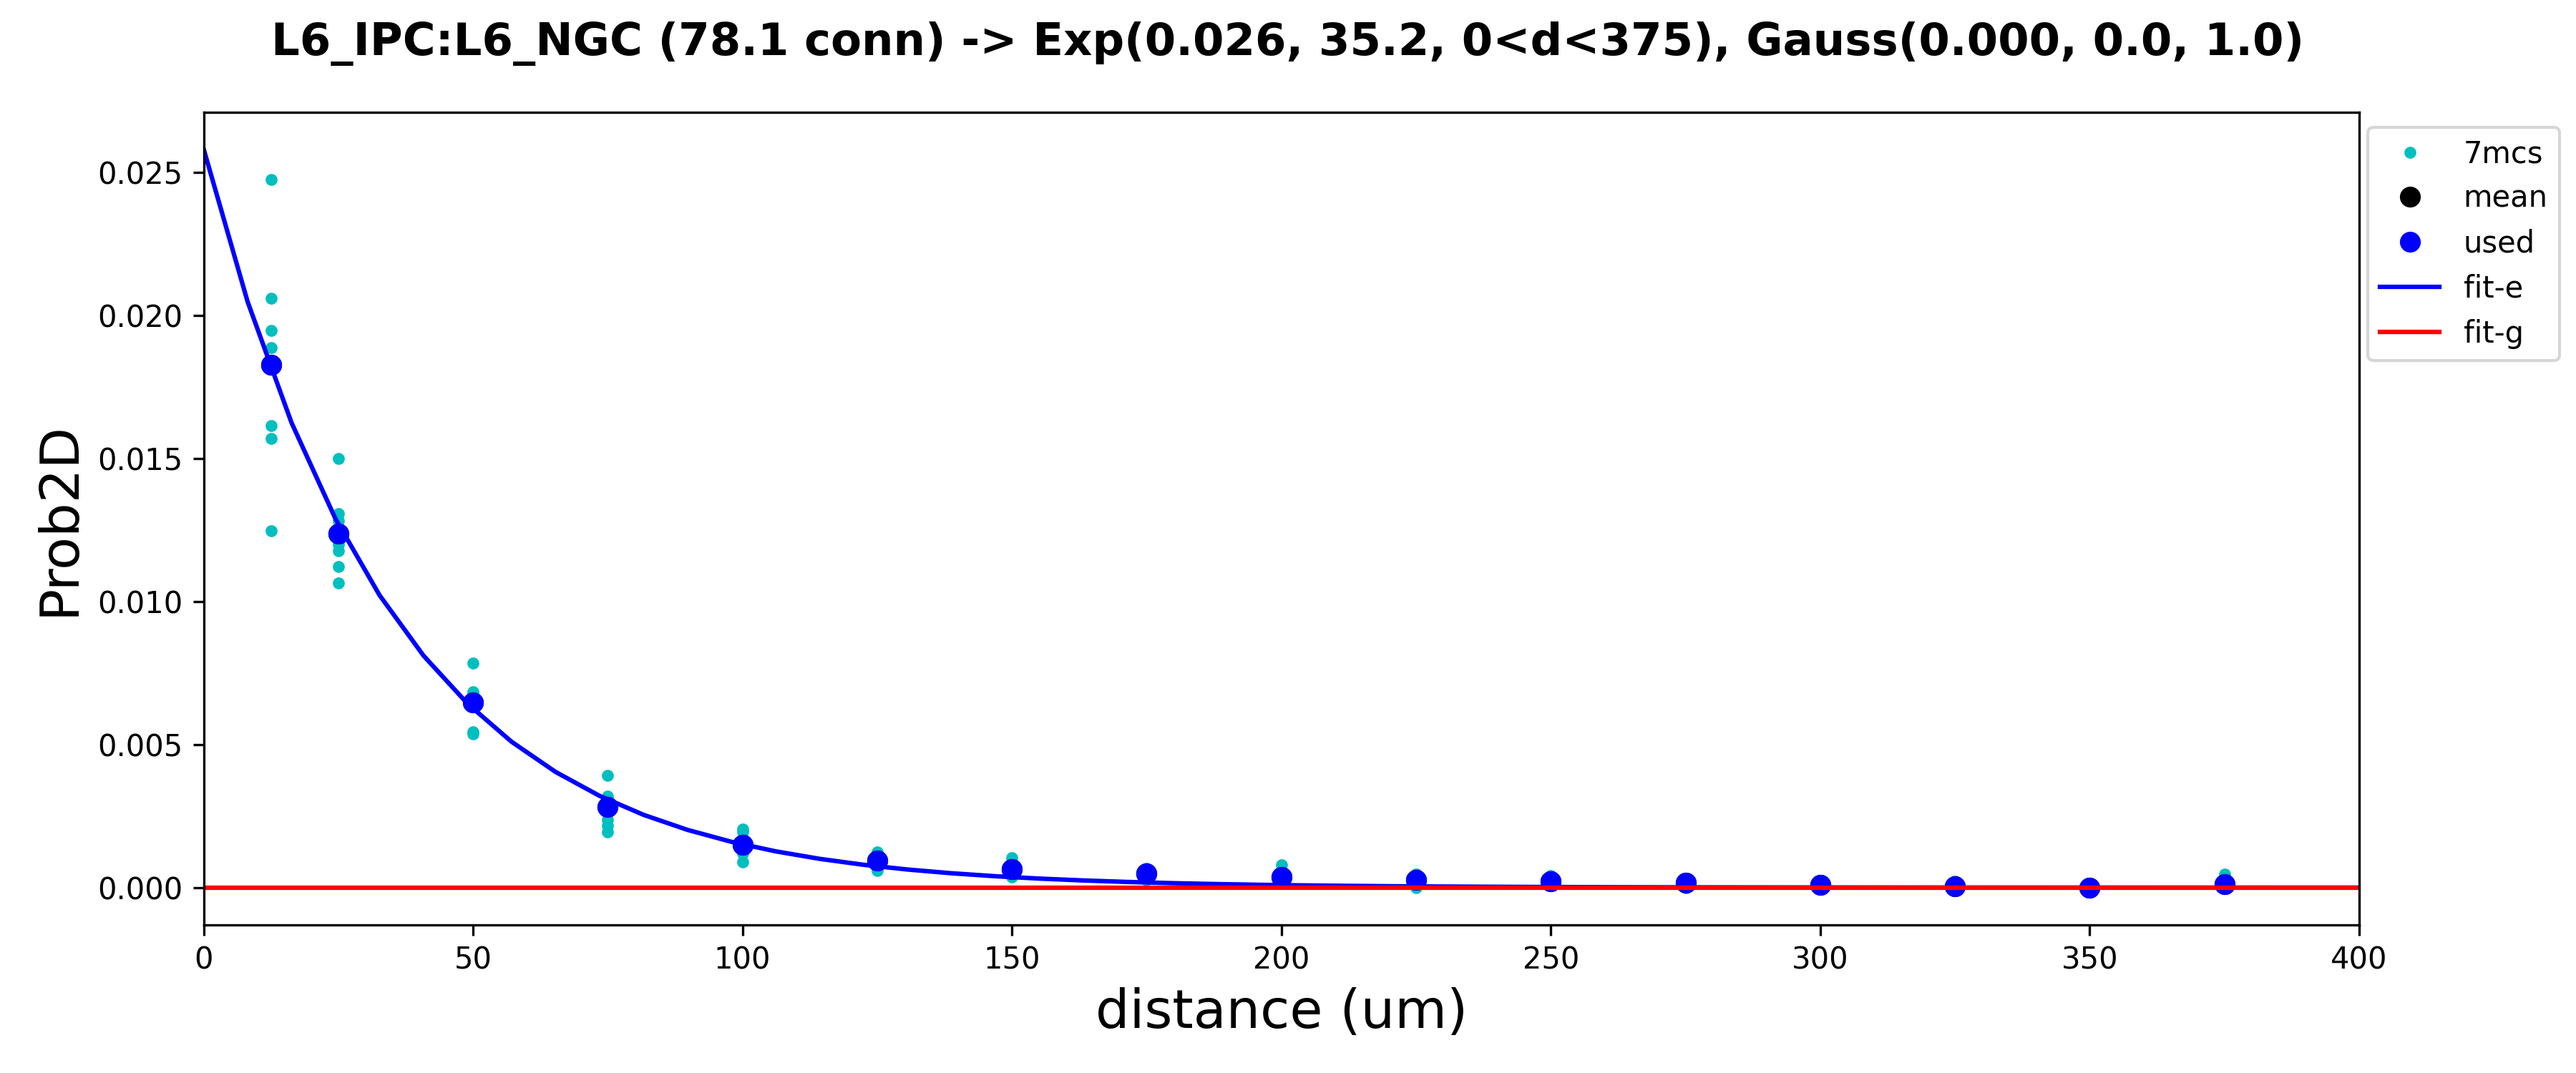 L6_IPC:L6_NGC (78.1 conn) -> Exp(0.026, 35.2, 0<d<375), Gauss(0.000, 0.0, 1.0)
Prob2D
0.025
0.020
0.015
0.010
0.005
0.000
0 50 100 150 200 250 300 350 400
distance (um)
7mcs
mean
used
fit-e
fit-g